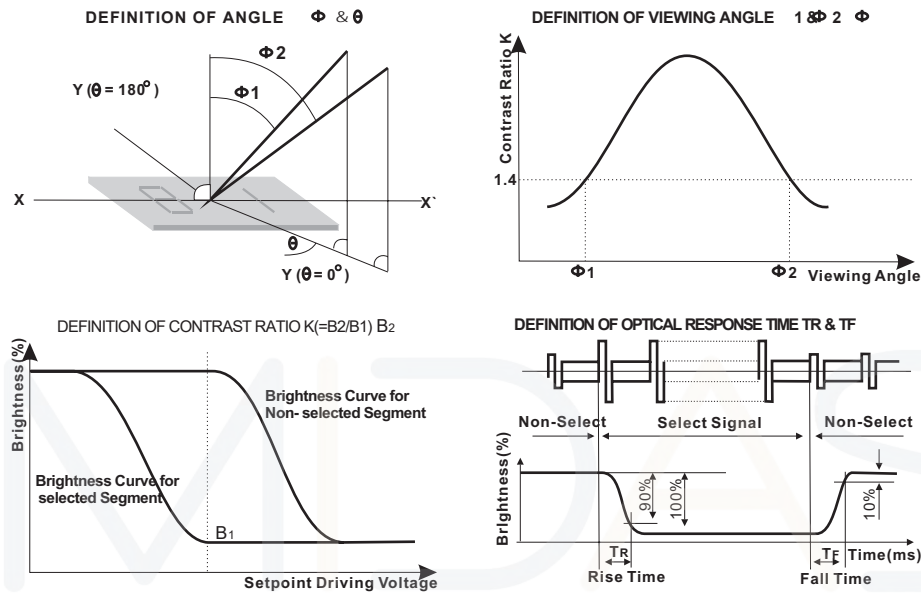 DEFINITION OF ANGLE Φ & θ
Φ2
Φ1
Y (θ = 180°)
X
X`
θ
Y (θ = 0°)
DEFINITION OF VIEWING ANGLE 1 & Φ 2 Φ
Contrast Ratio K
1.4
Φ1
Φ2
Viewing Angle
DEFINITION OF CONTRAST RATIO K(=B2/B1) B2
Brightness(%)
Brightness Curve for
Non- selected Segment
Brightness Curve for
selected Segment
B1
Setpoint Driving Voltage
DEFINITION OF OPTICAL RESPONSE TIME TR & TF
Non-Select
Select Signal
Non-Select
Brightness(%)
90%
100%
10%
TR
TF
Time(ms)
Rise Time
Fall Time
MIDAS